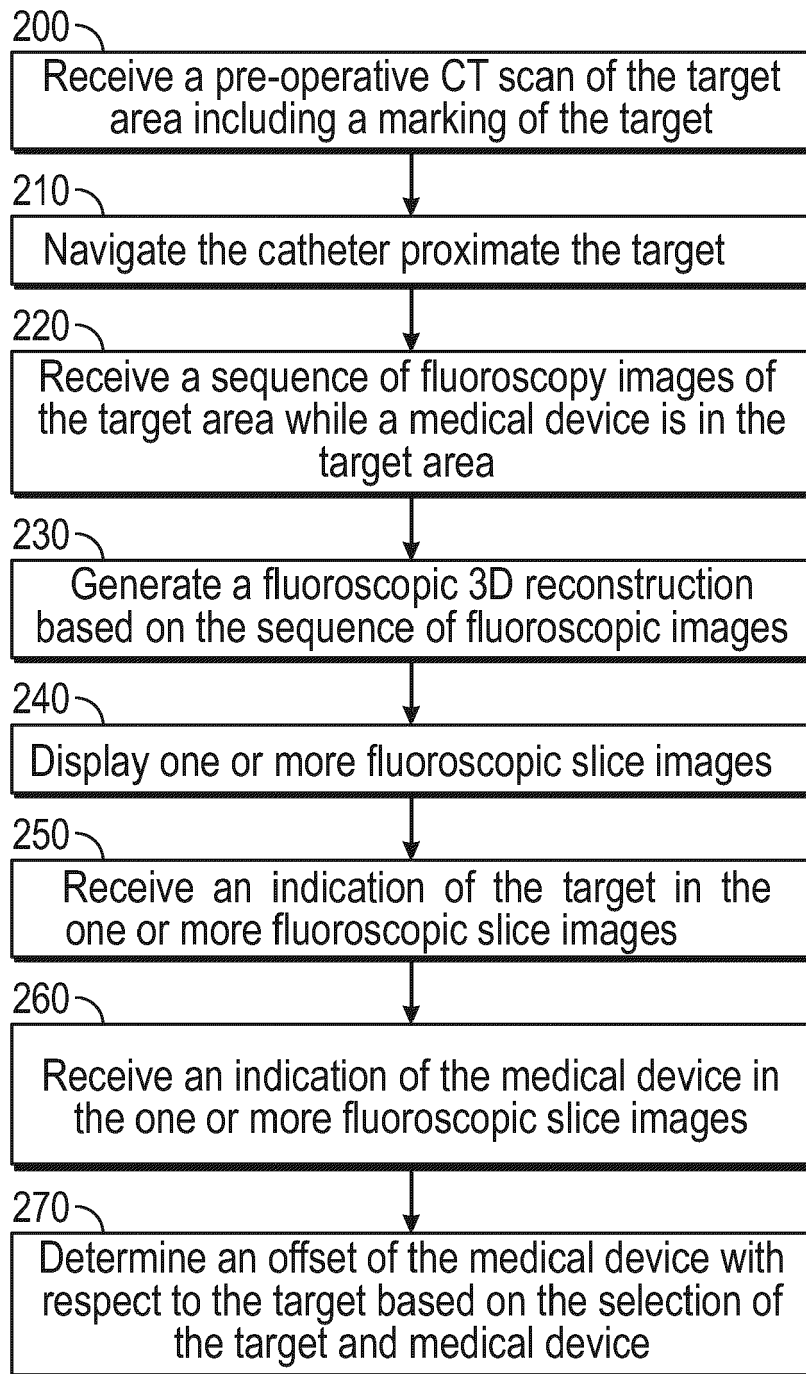 200
Receive a pre-operative CT scan of the target
area including a marking of the target
210
Navigate the catheter proximate the target
220
Receive a sequence of fluoroscopy images of
the target area while a medical device is in the
target area
230
Generate a fluoroscopic 3D reconstruction
based on the sequence of fluoroscopic images
240
Display one or more fluoroscopic slice images
250
Receive an indication of the target in the
one or more fluoroscopic slice images
260
Receive an indication of the medical device in
the one or more fluoroscopic slice images
270
Determine an offset of the medical device with
respect to the target based on the selection of
the target and medical device